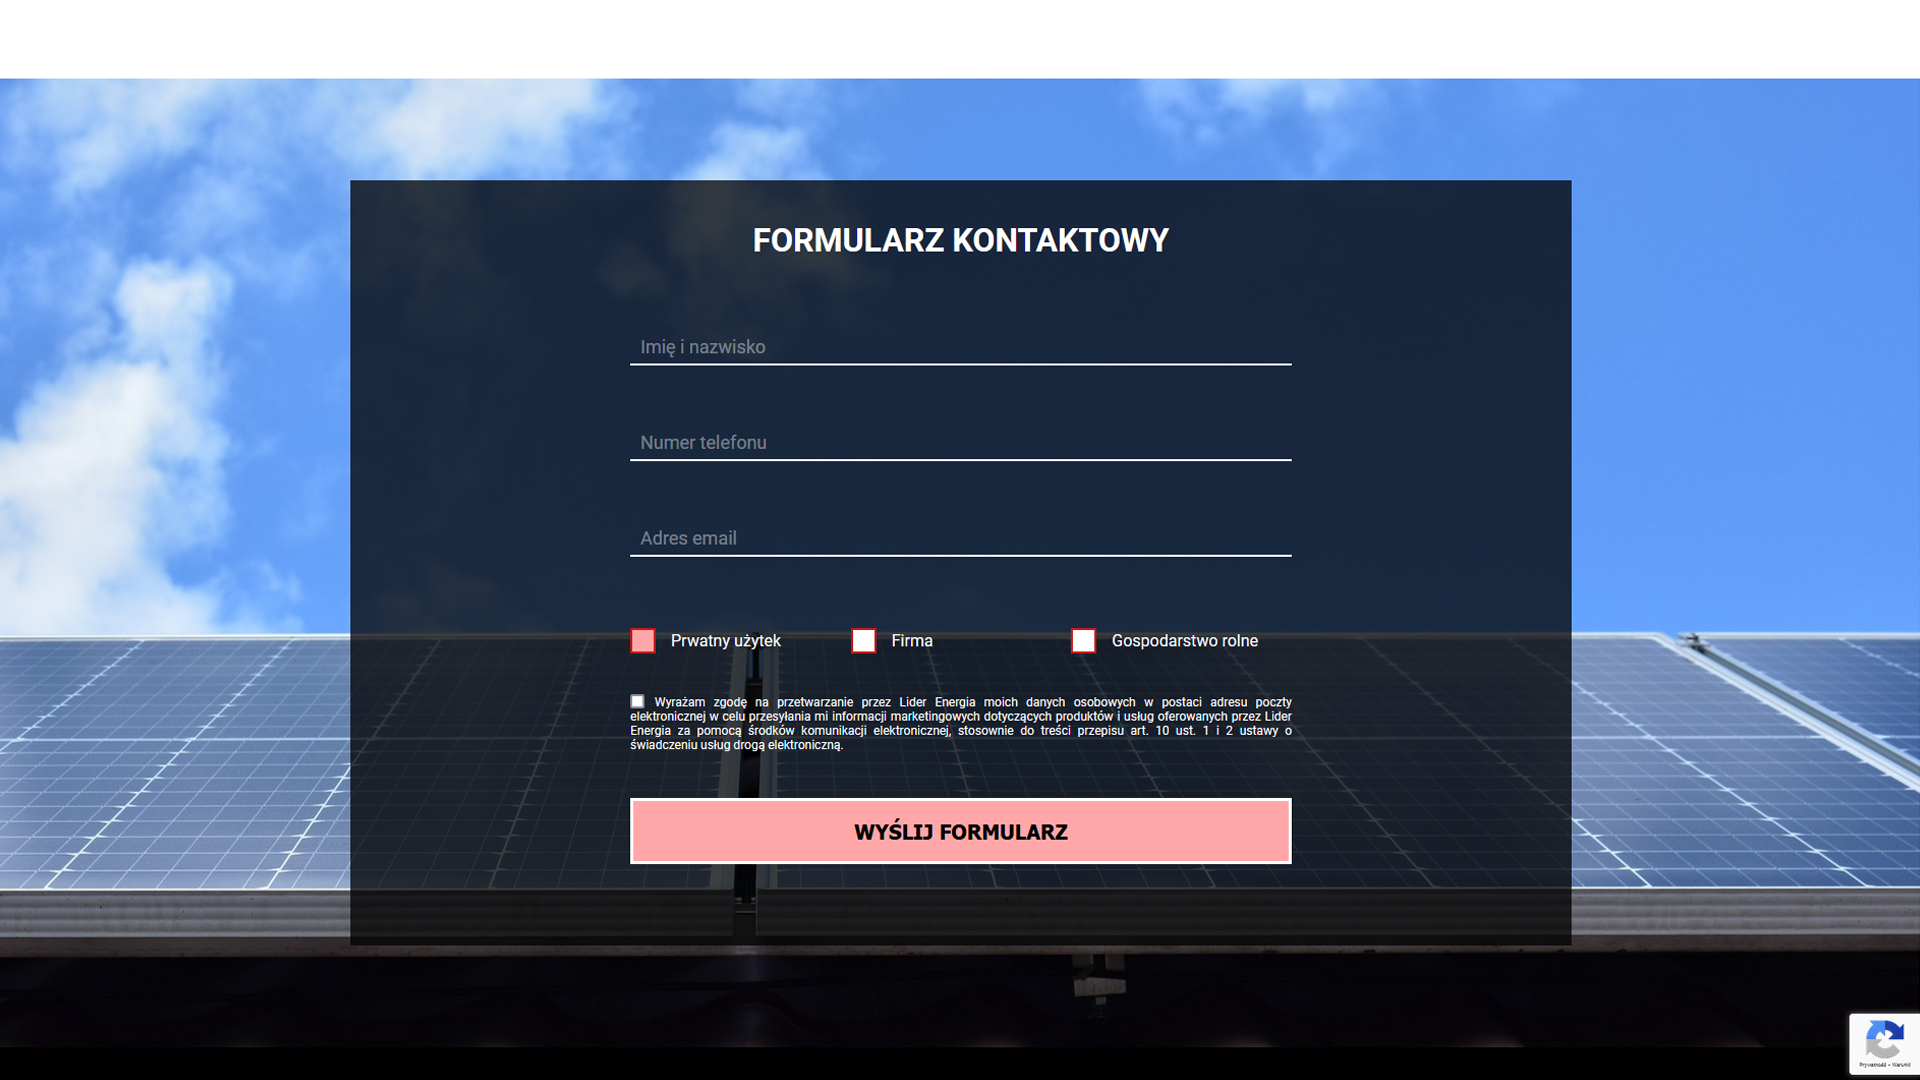 FORMULARZ KONTAKTOWY
Imię i nazwisko
Numer telefonu
Adres email
Prwatny użytek
Firma
Gospodarstwo rolne
Wyrażam zgodę na przetwarzanie przez Lider Energia moich danych osobowych w postaci adresu poczty
elektronicznej w celu przesyłania mi informacji marketingowych dotyczących produktów i usług oferowanych przez Lider
Energia za pomocą środków komunikacji elektronicznej, stosownie do treści przepisu art. 10 ust. 1 i 2 ustawy o
świadczeniu usług drogą elektroniczną.
WYŚLIJ FORMULARZ
Prywatność - Warunki